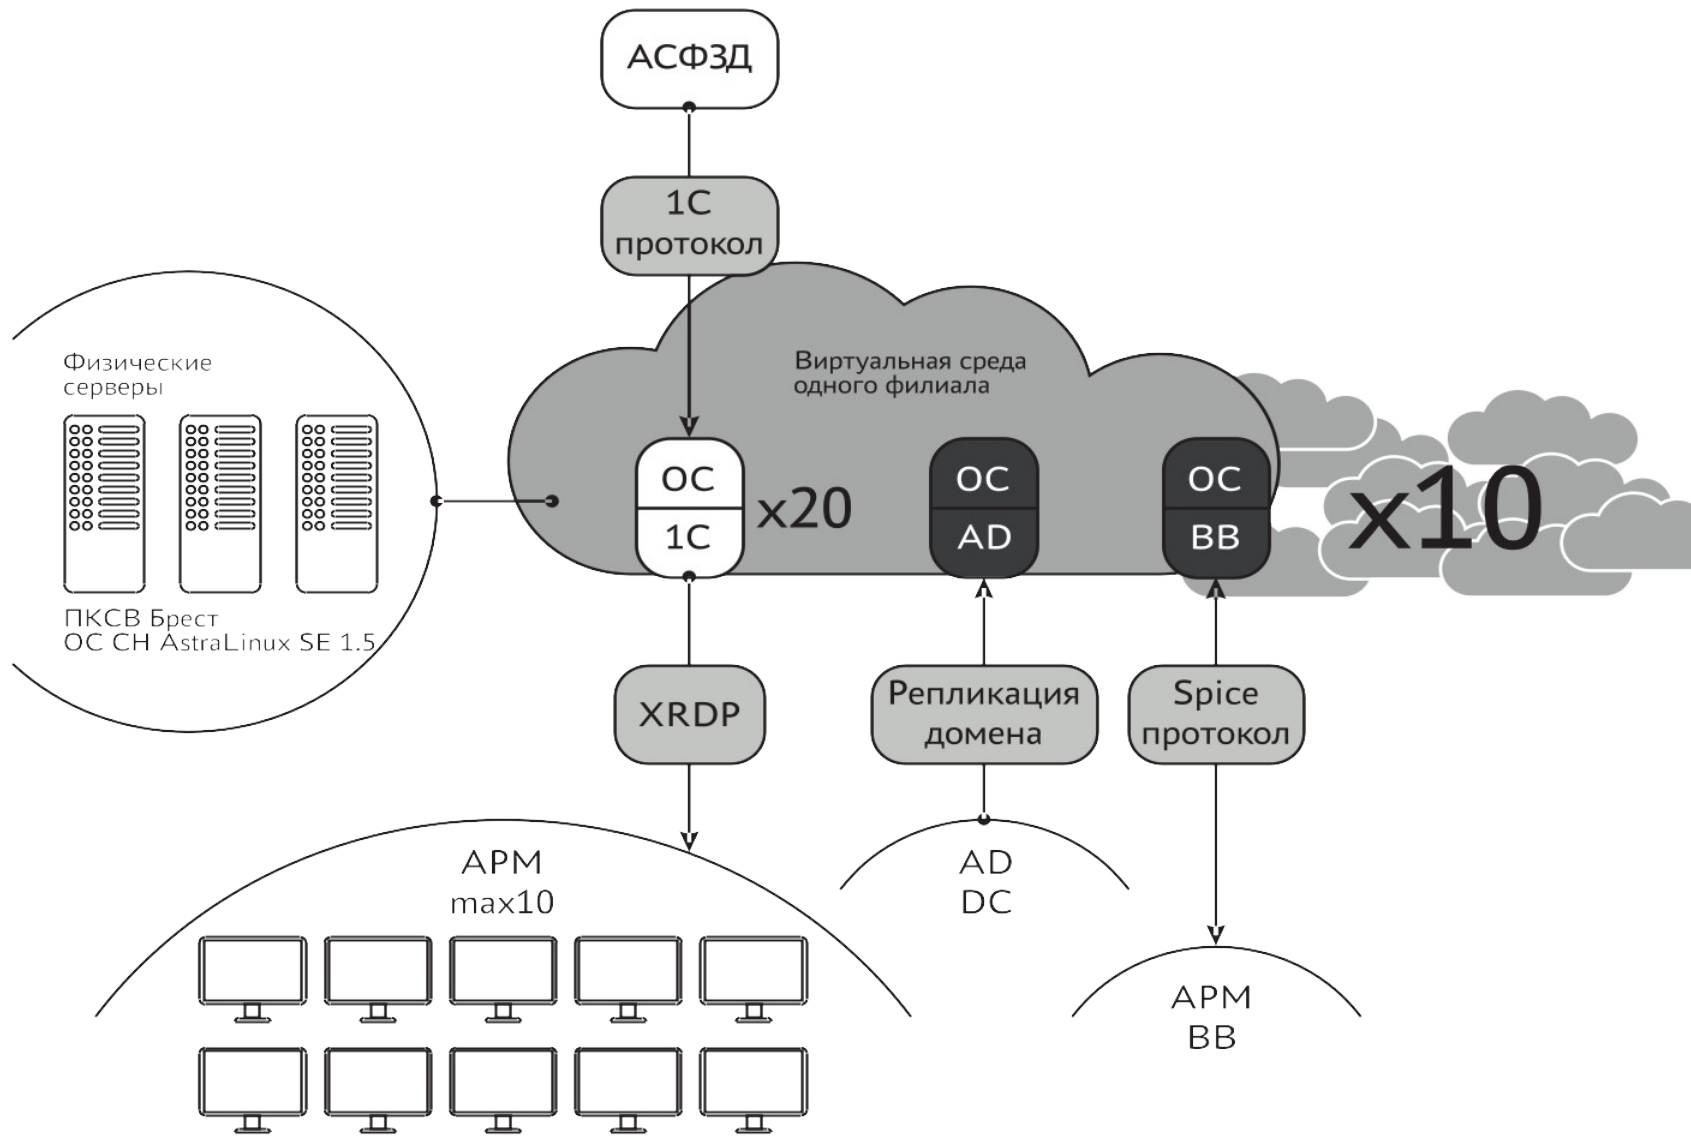 АСФЗД
1С
протокол
Виртуальная среда
одного филиала
Физические
серверы
ПКСВ Брест
ОС СН AstraLinux SE 1.5
ОС
1С
x20
ОС
AD
ОС
ВВ
x10
XRDP
Репликация
домена
Spice
протокол
АРМ
max10
AD
DC
АРМ
ВВ